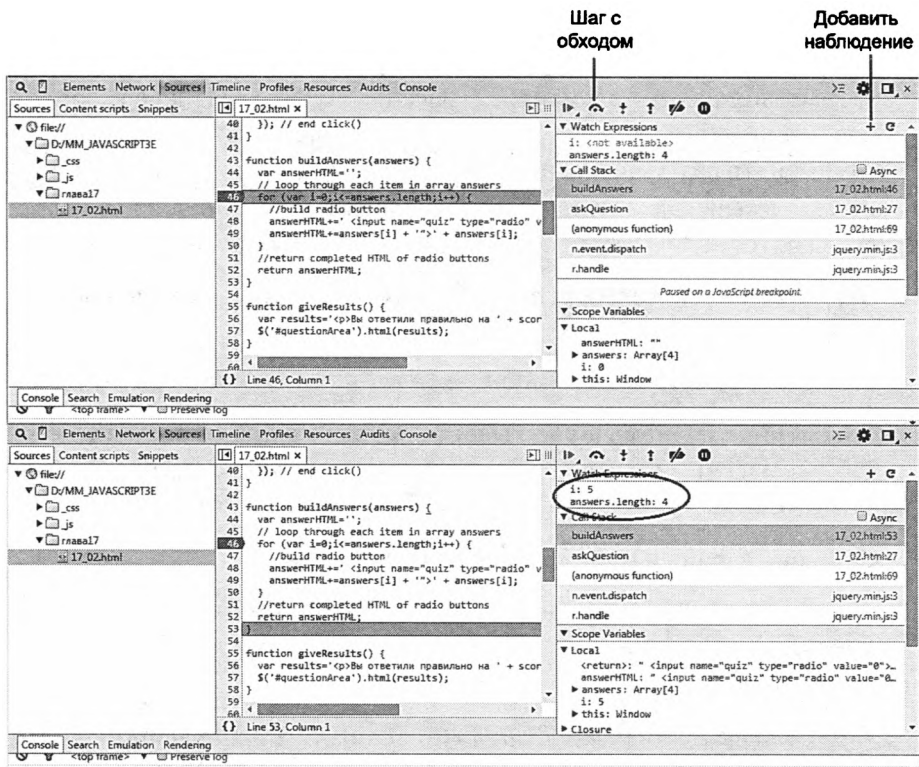 Шаг с
обходом
Добавить
наблюдение
Elements Network Sources Timeline Profiles Resources Audits Console
Sources Content scripts Snippets
17_02.html ×
▼ file://
▼ D:/MM_JAVASCRIPT3E
▶ _css
▶ _js
▼ глава17
17_02.html
40 }); // end click()
41 }
42
43 function buildAnswers(answers) {
44 var answerHTML='';
45 // loop through each item in array answers
46 for (var i=0;i<=answers.length;i++) {
47 //build radio button
48 answerHTML+=' <input name="quiz" type="radio" v
49 answerHTML+=answers[i] + '">' + answers[i];
50 }
51 //return completed HTML of radio buttons
52 return answerHTML;
53 }
54
55 function giveResults() {
56 var results='<p>Вы ответили правильно на ' + scor
57 $('#questionArea').html(results);
58 }
59
60
{} Line 46, Column 1
▼ Watch Expressions
i: <not available>
answers.length: 4
▼ Call Stack
Async
buildAnswers 17_02.html:46
askQuestion 17_02.html:27
(anonymous function) 17_02.html:69
n.event.dispatch jquery.min.js:3
r.handle jquery.min.js:3
Paused on a JavaScript breakpoint.
▼ Scope Variables
▼ Local
answerHTML: ""
▶ answers: Array[4]
i: 0
▶ this: Window
Console Search Emulation Rendering
<top frame> ▼ Preserve log
Elements Network Sources Timeline Profiles Resources Audits Console
Sources Content scripts Snippets
17_02.html ×
▼ file://
▼ D:/MM_JAVASCRIPT3E
▶ _css
▶ _js
▼ глава17
17_02.html
40 }); // end click()
41 }
42
43 function buildAnswers(answers) {
44 var answerHTML='';
45 // loop through each item in array answers
46 for (var i=0;i<=answers.length;i++) {
47 //build radio button
48 answerHTML+=' <input name="quiz" type="radio" v
49 answerHTML+=answers[i] + '">' + answers[i];
50 }
51 //return completed HTML of radio buttons
52 return answerHTML;
53 }
54
55 function giveResults() {
56 var results='<p>Вы ответили правильно на ' + scor
57 $('#questionArea').html(results);
58 }
59
60
{} Line 53, Column 1
▼ Watch Expressions
i: 5
answers.length: 4
▼ Call Stack
Async
buildAnswers 17_02.html:53
askQuestion 17_02.html:27
(anonymous function) 17_02.html:69
n.event.dispatch jquery.min.js:3
r.handle jquery.min.js:3
▼ Scope Variables
▼ Local
<return>: " <input name="quiz" type="radio" value="0">…
answerHTML: " <input name="quiz" type="radio" value="0…
▶ answers: Array[4]
i: 5
▶ this: Window
▶ Closure
Console Search Emulation Rendering
<top frame> ▼ Preserve log